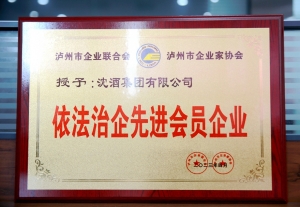 泸州市企业联合会 泸州市企业家协会
授予:沈酒集团有限公司
依法治企先进会员企业